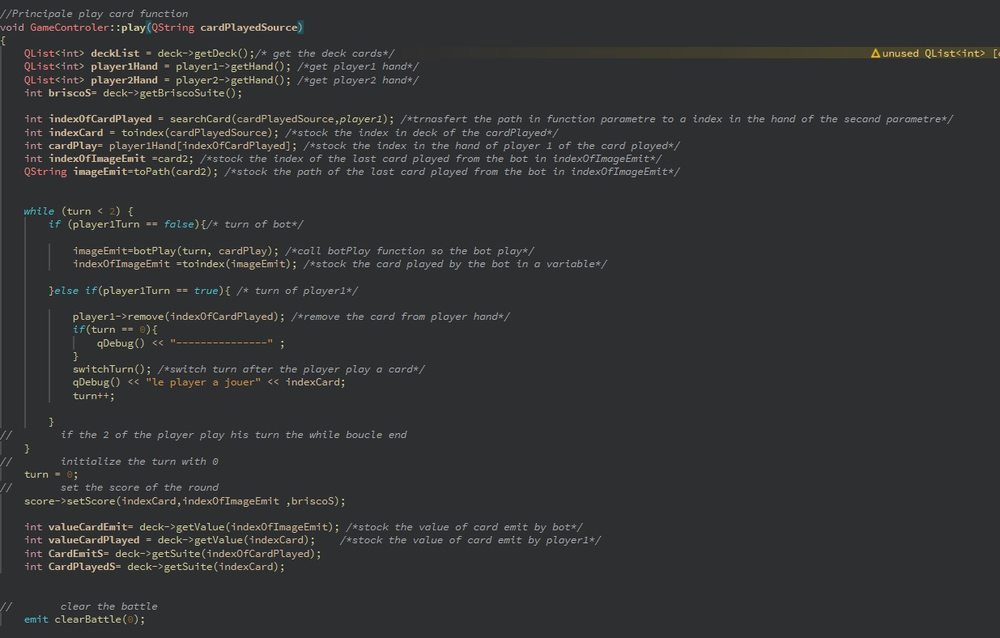 //Principale play card function
void GameControler::play(QString cardPlayedSource)
{
    QList<int> deckList = deck->getDeck();/* get the deck cards*/ unused QList<int> [
    QList<int> player1Hand = player1->getHand(); /*get player1 hand*/
    QList<int> player2Hand = player2->getHand(); /*get player2 hand*/
    int briscoS= deck->getBriscoSuite();
    int indexOfCardPlayed = searchCard(cardPlayedSource,player1); /*trnasfert the path in function parametre to a index in the hand of the secand parametre*/
    int indexCard = toindex(cardPlayedSource); /*stock the index in deck of the cardPlayed*/
    int cardPlay= player1Hand[indexOfCardPlayed]; /*stock the index in the hand of player 1 of the card played*/
    int indexOfImageEmit =card2; /*stock the index of the last card played from the bot in indexOfImageEmit*/
    QString imageEmit=toPath(card2); /*stock the path of the last card played from the bot in indexOfImageEmit*/
    while (turn < 2) {
        if (player1Turn == false){/* turn of bot*/
            imageEmit=botPlay(turn, cardPlay); /*call botPlay function so the bot play*/
            indexOfImageEmit =toindex(imageEmit); /*stock the card played by the bot in a variable*/
        }else if(player1Turn == true){ /* turn of player1*/
            player1->remove(indexOfCardPlayed); /*remove the card from player hand*/
            if(turn == 0){
                qDebug() << "---------------" ;
            }
            switchTurn(); /*switch turn after the player play a card*/
            qDebug() << "le player a jouer" << indexCard;
            turn++;
        }
//        if the 2 of the player play his turn the while boucle end
    }
//        initialize the turn with 0
    turn = 0;
//        set the score of the round
    score->setScore(indexCard,indexOfImageEmit ,briscoS);
    int valueCardEmit= deck->getValue(indexOfImageEmit); /*stock the value of card emit by bot*/
    int valueCardPlayed = deck->getValue(indexCard);    /*stock the value of card emit by player1*/
    int CardEmitS= deck->getSuite(indexOfCardPlayed);
    int CardPlayedS= deck->getSuite(indexCard);
//        clear the battle
    emit clearBattle(0);